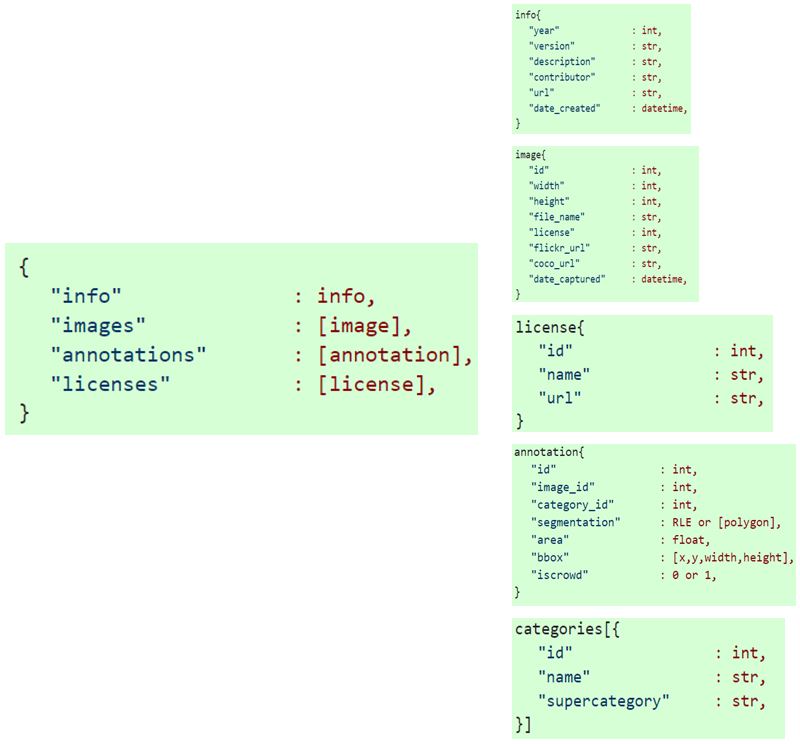 {
"info" : info,
"images" : [image],
"annotations" : [annotation],
"licenses" : [license],
}
info{
"year" : int,
"version" : str,
"description" : str,
"contributor" : str,
"url" : str,
"date_created" : datetime,
}
image{
"id" : int,
"width" : int,
"height" : int,
"file_name" : str,
"license" : int,
"flickr_url" : str,
"coco_url" : str,
"date_captured" : datetime,
}
license{
"id" : int,
"name" : str,
"url" : str,
}
annotation{
"id" : int,
"image_id" : int,
"category_id" : int,
"segmentation" : RLE or [polygon],
"area" : float,
"bbox" : [x,y,width,height],
"iscrowd" : 0 or 1,
}
categories[{
"id" : int,
"name" : str,
"supercategory" : str,
}]